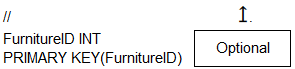 //
FurnitureID INT
PRIMARY KEY(FurnitureID)
1.
Optional